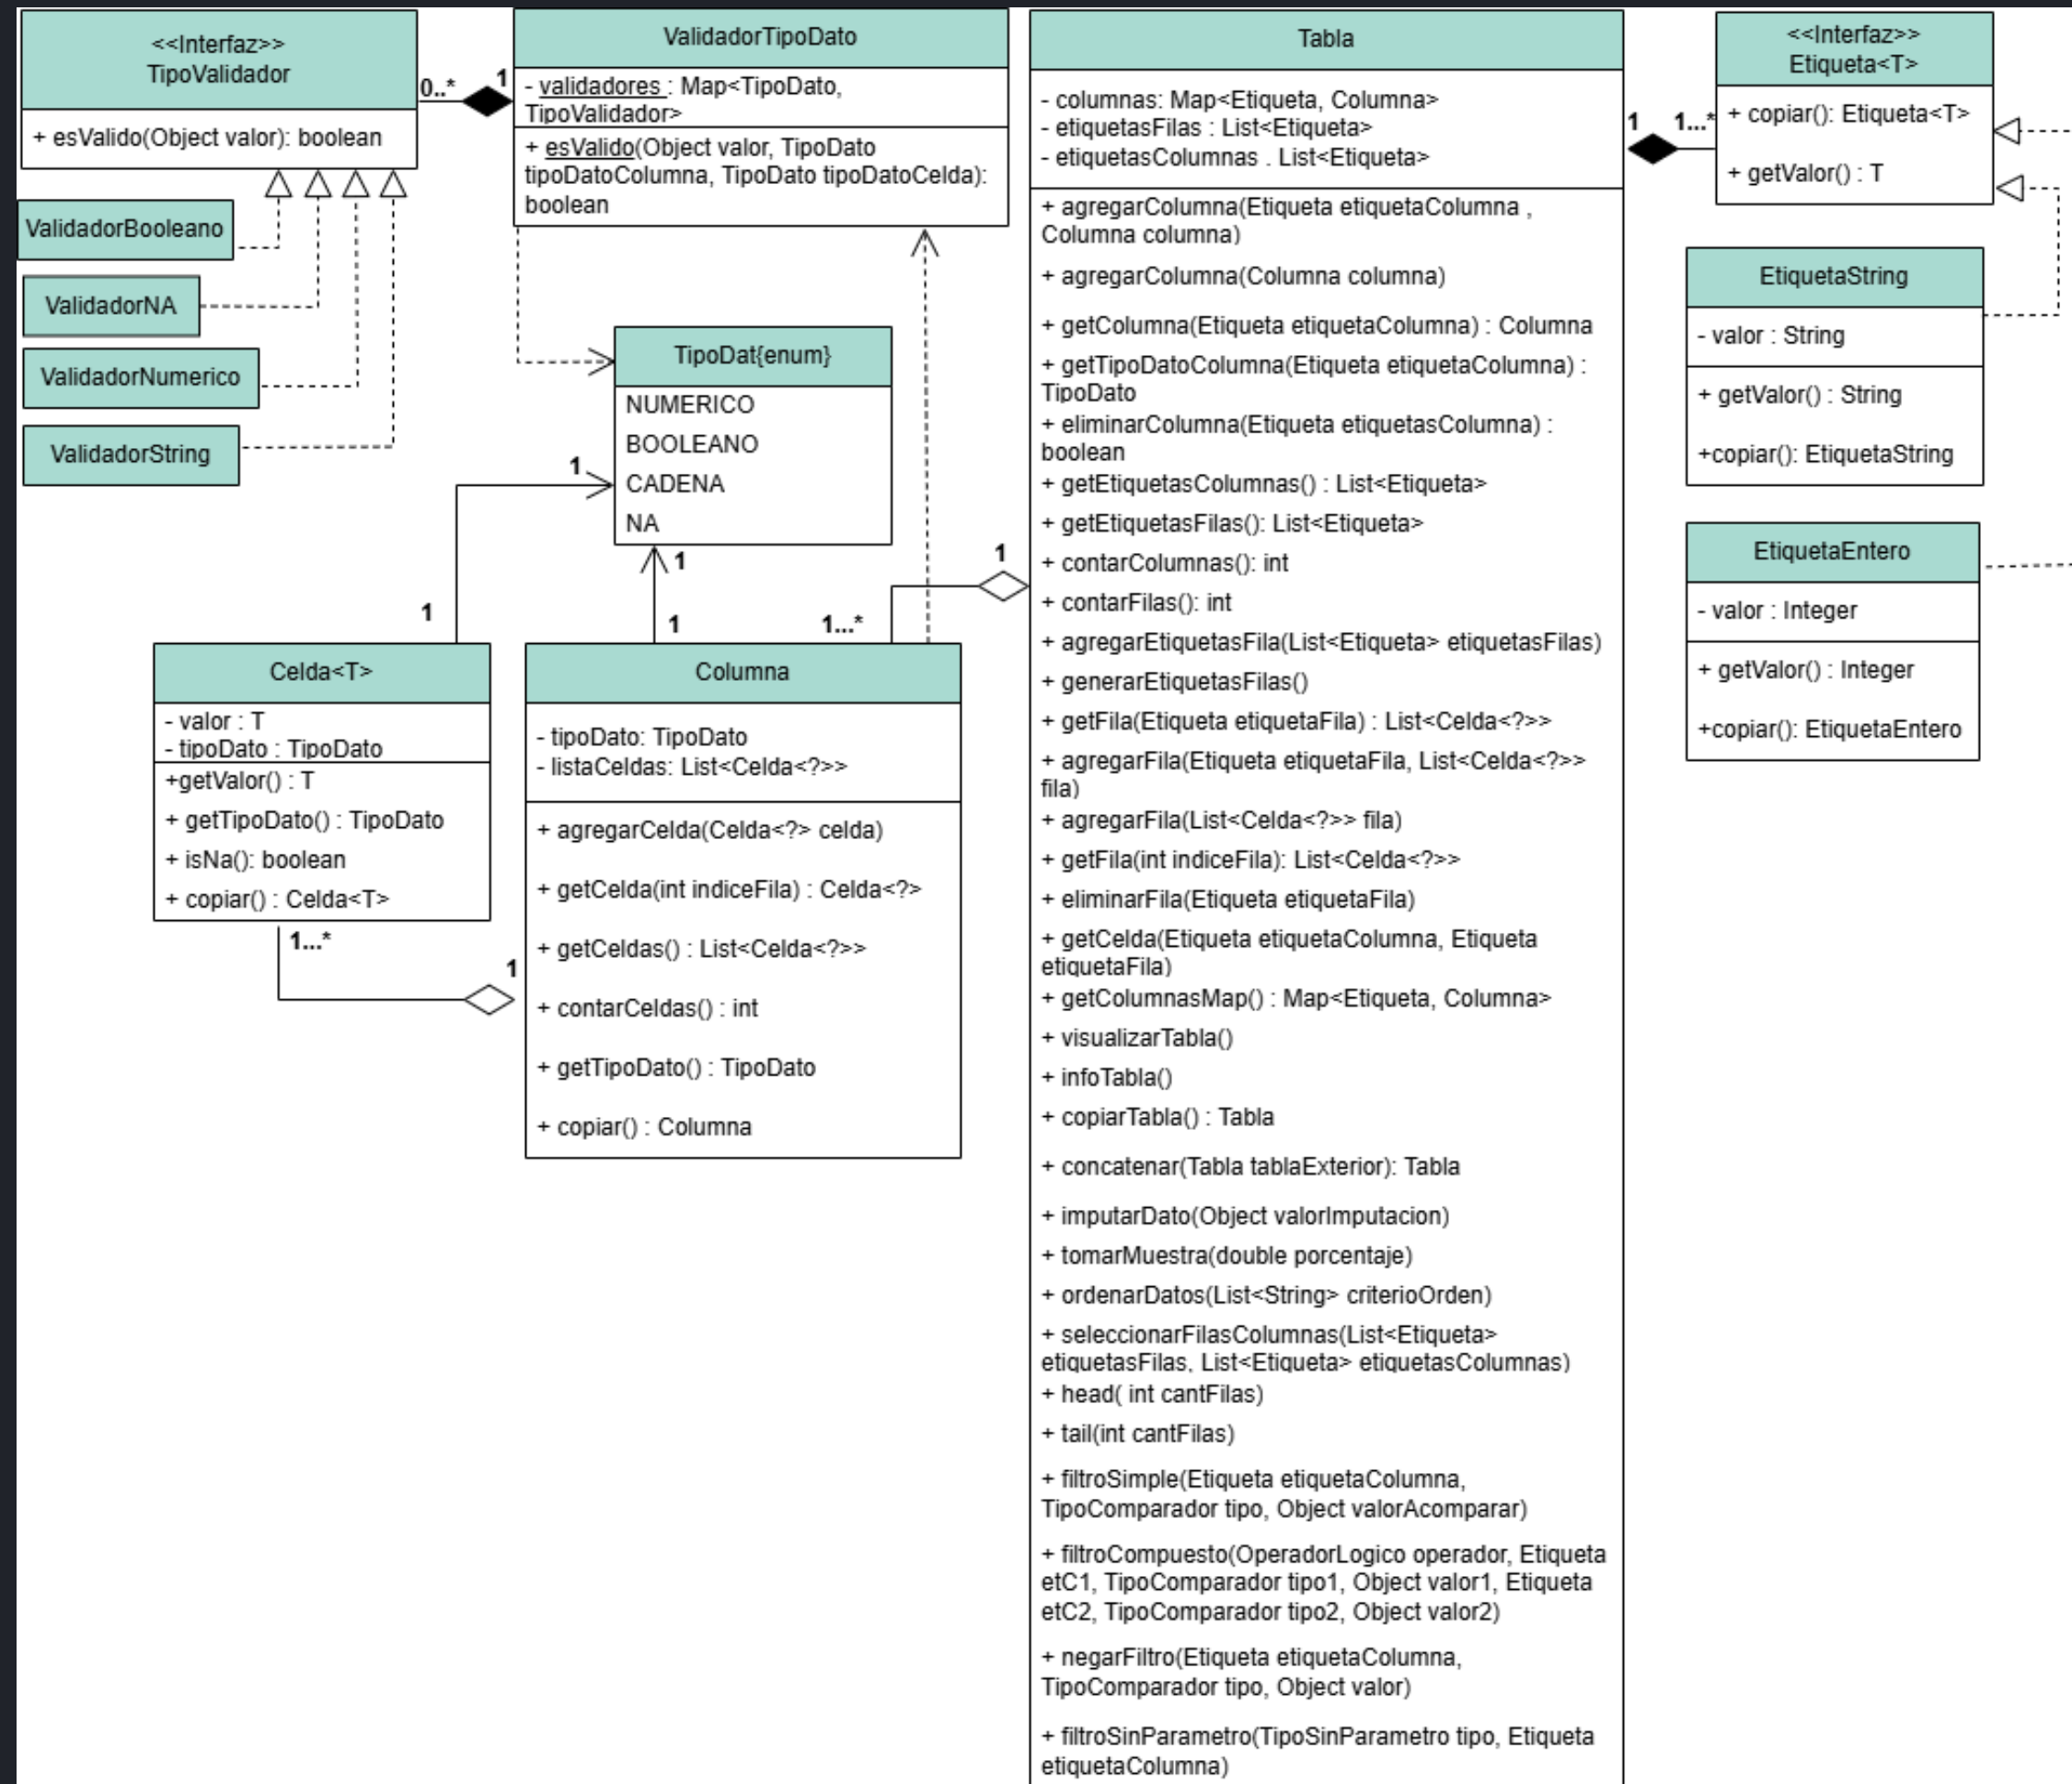 <<Interfaz>>
TipoValidador
+ esValido(Object valor): boolean
0..*
1
ValidadorTipoDato
- validadores : Map<TipoDato,
TipoValidador>
+ esValido(Object valor, TipoDato
tipoDatoColumna, TipoDato tipoDatoCelda):
boolean
ValidadorBooleano
ValidadorNA
ValidadorNumerico
ValidadorString
TipoDat{enum}
NUMERICO
BOOLEANO
CADENA
NA
1
1
1
1
1...*
1
Celda<T>
- valor : T
- tipoDato : TipoDato
+getValor() : T
+ getTipoDato() : TipoDato
+ isNa(): boolean
+ copiar() : Celda<T>
1...*
1
Columna
- tipoDato: TipoDato
- listaCeldas: List<Celda<?>>
+ agregarCelda(Celda<?> celda)
+ getCelda(int indiceFila) : Celda<?>
+ getCeldas() : List<Celda<?>>
+ contarCeldas() : int
+ getTipoDato() : TipoDato
+ copiar() : Columna
Tabla
- columnas: Map<Etiqueta, Columna>
- etiquetasFilas : List<Etiqueta>
- etiquetasColumnas . List<Etiqueta>
+ agregarColumna(Etiqueta etiquetaColumna ,
Columna columna)
+ agregarColumna(Columna columna)
+ getColumna(Etiqueta etiquetaColumna) : Columna
+ getTipoDatoColumna(Etiqueta etiquetaColumna) :
TipoDato
+ eliminarColumna(Etiqueta etiquetasColumna) :
boolean
+ getEtiquetasColumnas() : List<Etiqueta>
+ getEtiquetasFilas(): List<Etiqueta>
+ contarColumnas(): int
+ contarFilas(): int
+ agregarEtiquetasFila(List<Etiqueta> etiquetasFilas)
+ generarEtiquetasFilas()
+ getFila(Etiqueta etiquetaFila) : List<Celda<?>>
+ agregarFila(Etiqueta etiquetaFila, List<Celda<?>>
fila)
+ agregarFila(List<Celda<?>> fila)
+ getFila(int indiceFila): List<Celda<?>>
+ eliminarFila(Etiqueta etiquetaFila)
+ getCelda(Etiqueta etiquetaColumna, Etiqueta
etiquetaFila)
+ getColumnasMap() : Map<Etiqueta, Columna>
+ visualizarTabla()
+ infoTabla()
+ copiarTabla() : Tabla
+ concatenar(Tabla tablaExterior): Tabla
+ imputarDato(Object valorImputacion)
+ tomarMuestra(double porcentaje)
+ ordenarDatos(List<String> criterioOrden)
+ seleccionarFilasColumnas(List<Etiqueta>
etiquetasFilas, List<Etiqueta> etiquetasColumnas)
+ head( int cantFilas)
+ tail(int cantFilas)
+ filtroSimple(Etiqueta etiquetaColumna,
TipoComparador tipo, Object valorAcomparar)
+ filtroCompuesto(OperadorLogico operador, Etiqueta
etC1, TipoComparador tipo1, Object valor1, Etiqueta
etC2, TipoComparador tipo2, Object valor2)
+ negarFiltro(Etiqueta etiquetaColumna,
TipoComparador tipo, Object valor)
+ filtroSinParametro(TipoSinParametro tipo, Etiqueta
etiquetaColumna)
1
1...*
<<Interfaz>>
Etiqueta<T>
+ copiar(): Etiqueta<T>
+ getValor() : T
EtiquetaString
- valor : String
+ getValor() : String
+copiar(): EtiquetaString
EtiquetaEntero
- valor : Integer
+ getValor() : Integer
+copiar(): EtiquetaEntero